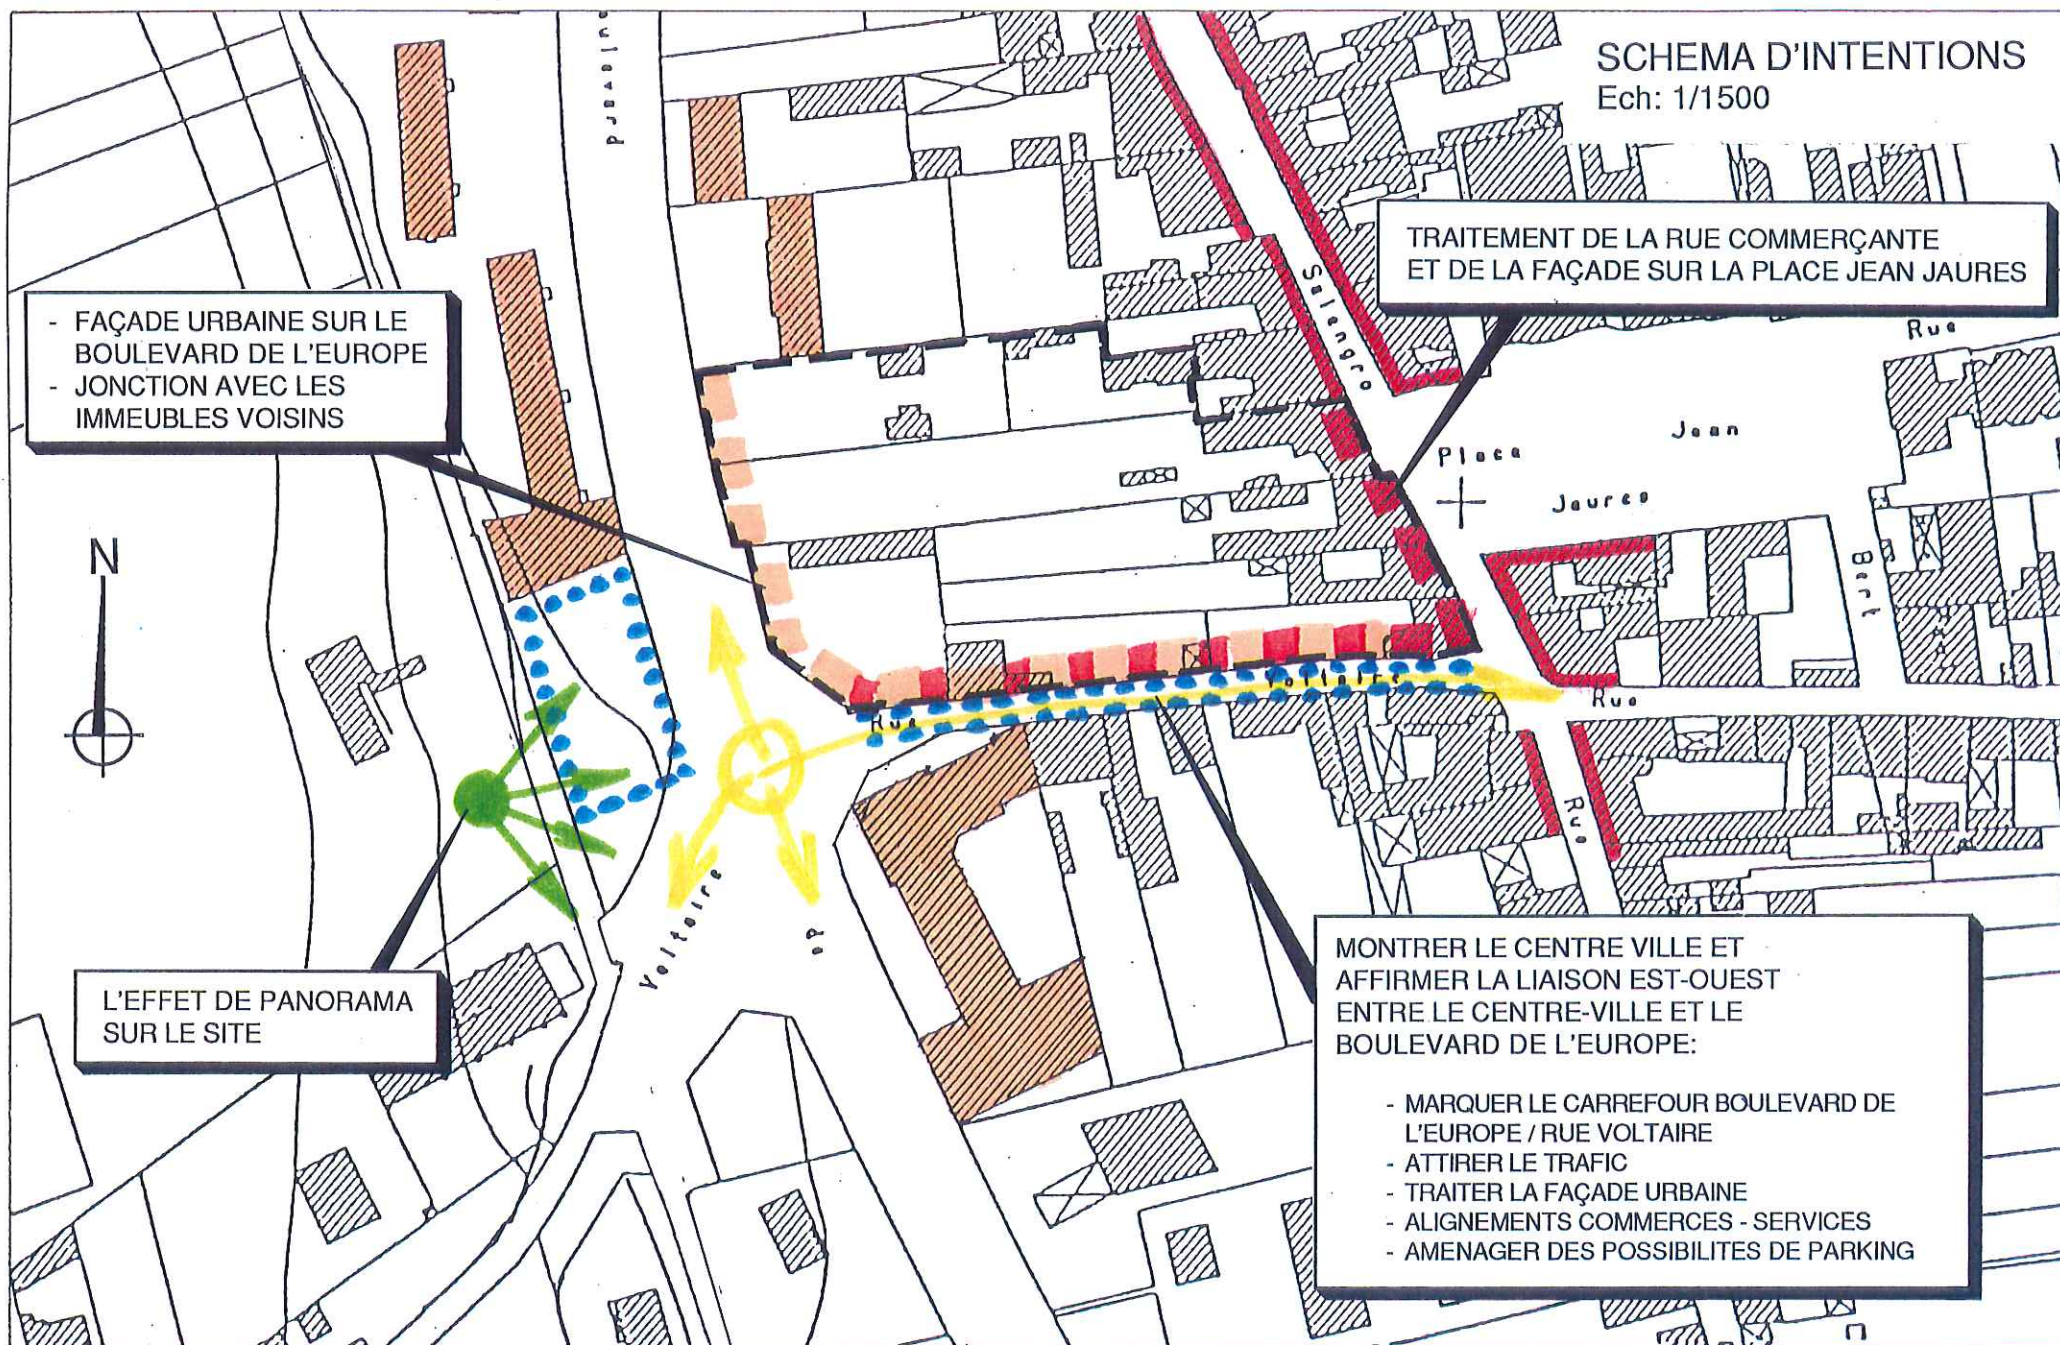 SCHEMA D'INTENTIONS
Ech: 1/1500
TRAITEMENT DE LA RUE COMMERÇANTE
ET DE LA FAÇADE SUR LA PLACE JEAN JAURES
- FAÇADE URBAINE SUR LE
BOULEVARD DE L'EUROPE
- JONCTION AVEC LES
IMMEUBLES VOISINS
Salengro
Rue
Place
Jean
Jaures
Bert
N
Rue
Voltaire
Rue
Rue
Voltaire
de
L'EFFET DE PANORAMA
SUR LE SITE
MONTRER LE CENTRE VILLE ET
AFFIRMER LA LIAISON EST-OUEST
ENTRE LE CENTRE-VILLE ET LE
BOULEVARD DE L'EUROPE:
- MARQUER LE CARREFOUR BOULEVARD DE
L'EUROPE / RUE VOLTAIRE
- ATTIRER LE TRAFIC
- TRAITER LA FAÇADE URBAINE
- ALIGNEMENTS COMMERCES - SERVICES
- AMENAGER DES POSSIBILITES DE PARKING